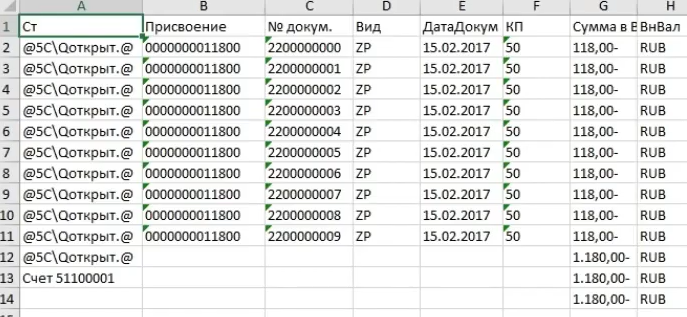 A B C D E F G H
1 Ст Присвоение № докум. Вид ДатаДокум КП Сумма в В ВнВал
2 @5C\Qоткрыт.@ 0000000011800 2200000000 ZP 15.02.2017 50 118,00- RUB
3 @5C\Qоткрыт.@ 0000000011800 2200000001 ZP 15.02.2017 50 118,00- RUB
4 @5C\Qоткрыт.@ 0000000011800 2200000002 ZP 15.02.2017 50 118,00- RUB
5 @5C\Qоткрыт.@ 0000000011800 2200000003 ZP 15.02.2017 50 118,00- RUB
6 @5C\Qоткрыт.@ 0000000011800 2200000004 ZP 15.02.2017 50 118,00- RUB
7 @5C\Qоткрыт.@ 0000000011800 2200000005 ZP 15.02.2017 50 118,00- RUB
8 @5C\Qоткрыт.@ 0000000011800 2200000006 ZP 15.02.2017 50 118,00- RUB
9 @5C\Qоткрыт.@ 0000000011800 2200000007 ZP 15.02.2017 50 118,00- RUB
10 @5C\Qоткрыт.@ 0000000011800 2200000008 ZP 15.02.2017 50 118,00- RUB
11 @5C\Qоткрыт.@ 0000000011800 2200000009 ZP 15.02.2017 50 118,00- RUB
12 @5C\Qоткрыт.@ 1.180,00- RUB
13 Счет 51100001 1.180,00- RUB
14 1.180,00- RUB